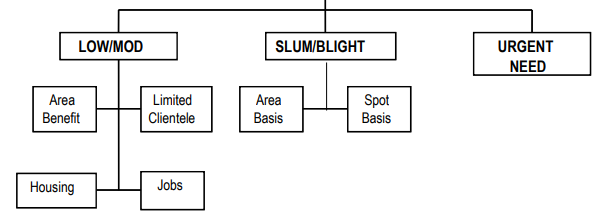 LOW/MOD
SLUM/BLIGHT
URGENT
NEED
Area
Benefit
Limited
Clientele
Area
Basis
Spot
Basis
Housing
Jobs